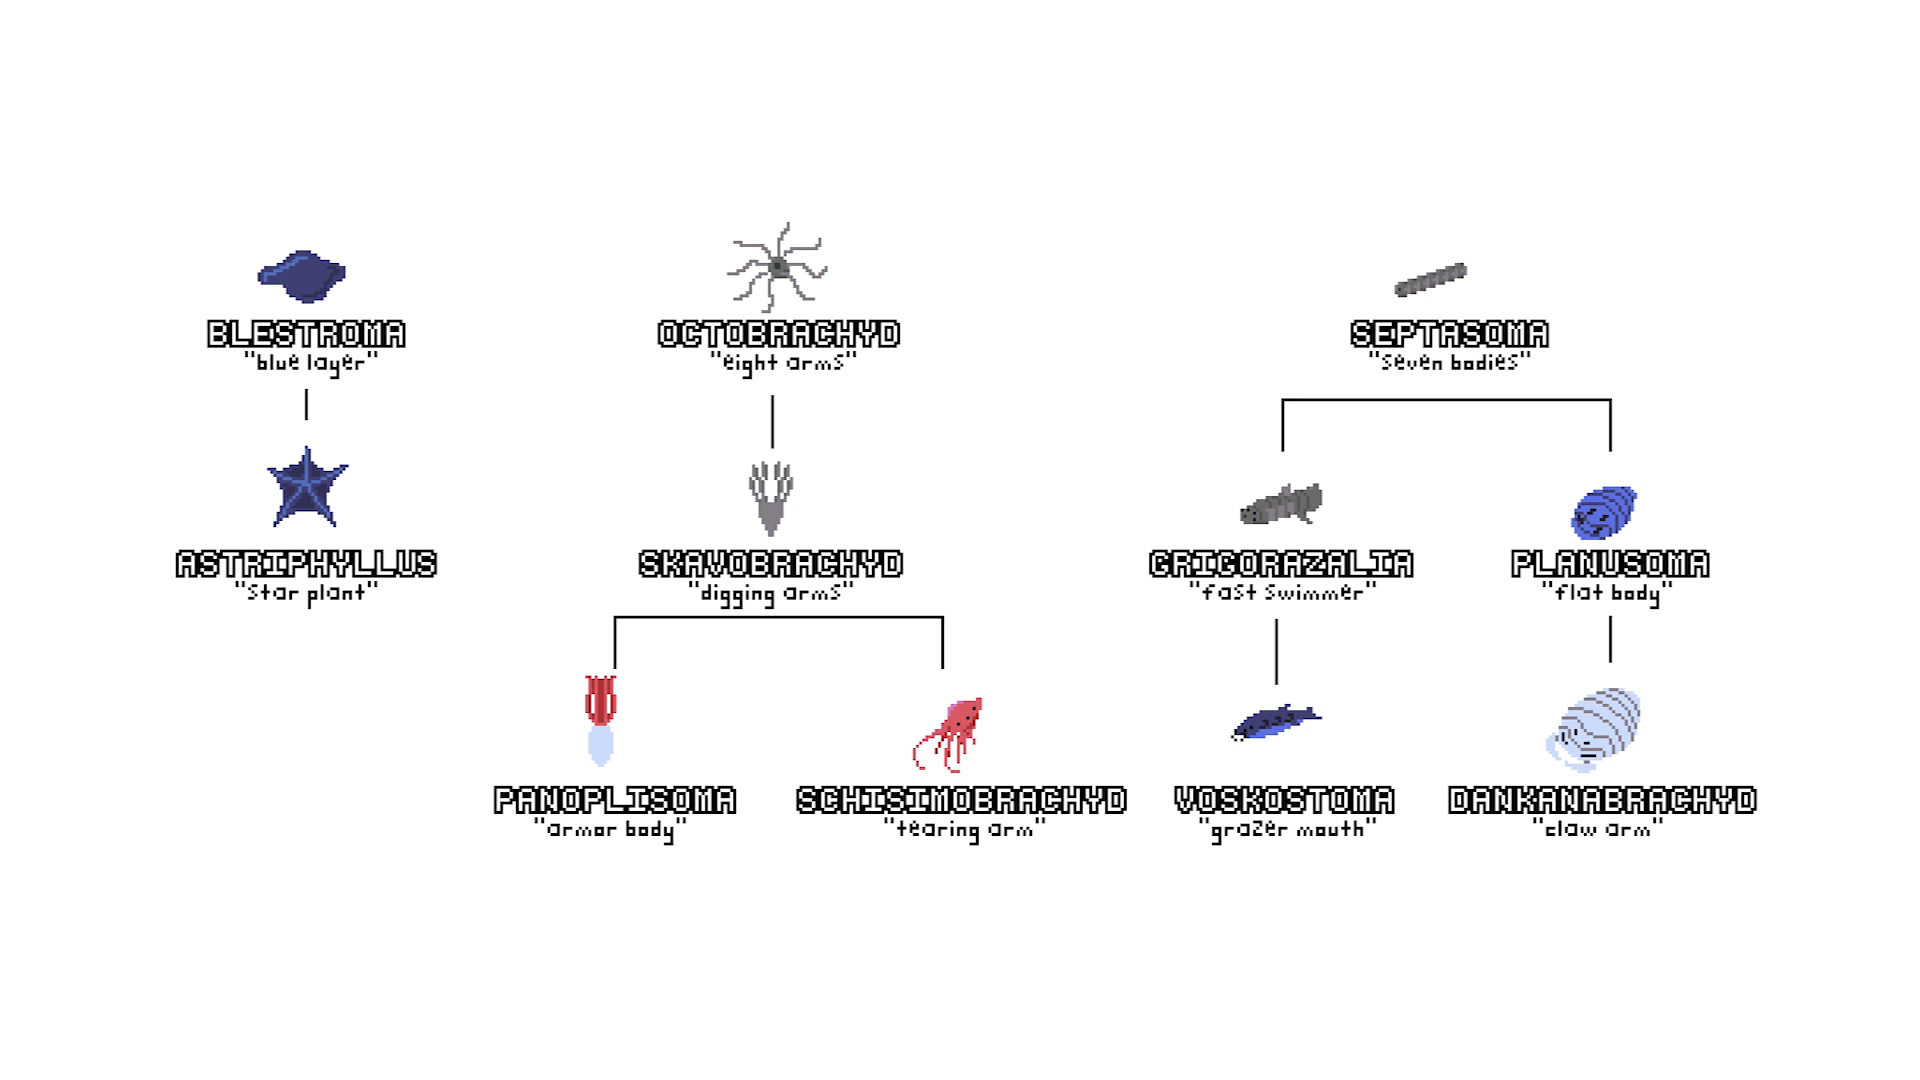 BLESTROMA
"blue layer"
OCTOBRACHYD
"eight arms"
SEPTASOMA
"seven bodies"
ASTRIPHYLLUS
"star plant"
SKAVOBRACHYD
"digging arms"
GRIGORAZALIA
"fast swimmer"
PLANUSOMA
"flat body"
PANOPLISOMA
"armor body"
SCHISIMOBRACHYD
"tearing arm"
VOSKOSTOMA
"grazer mouth"
DANKANABRACHYD
"claw arm"